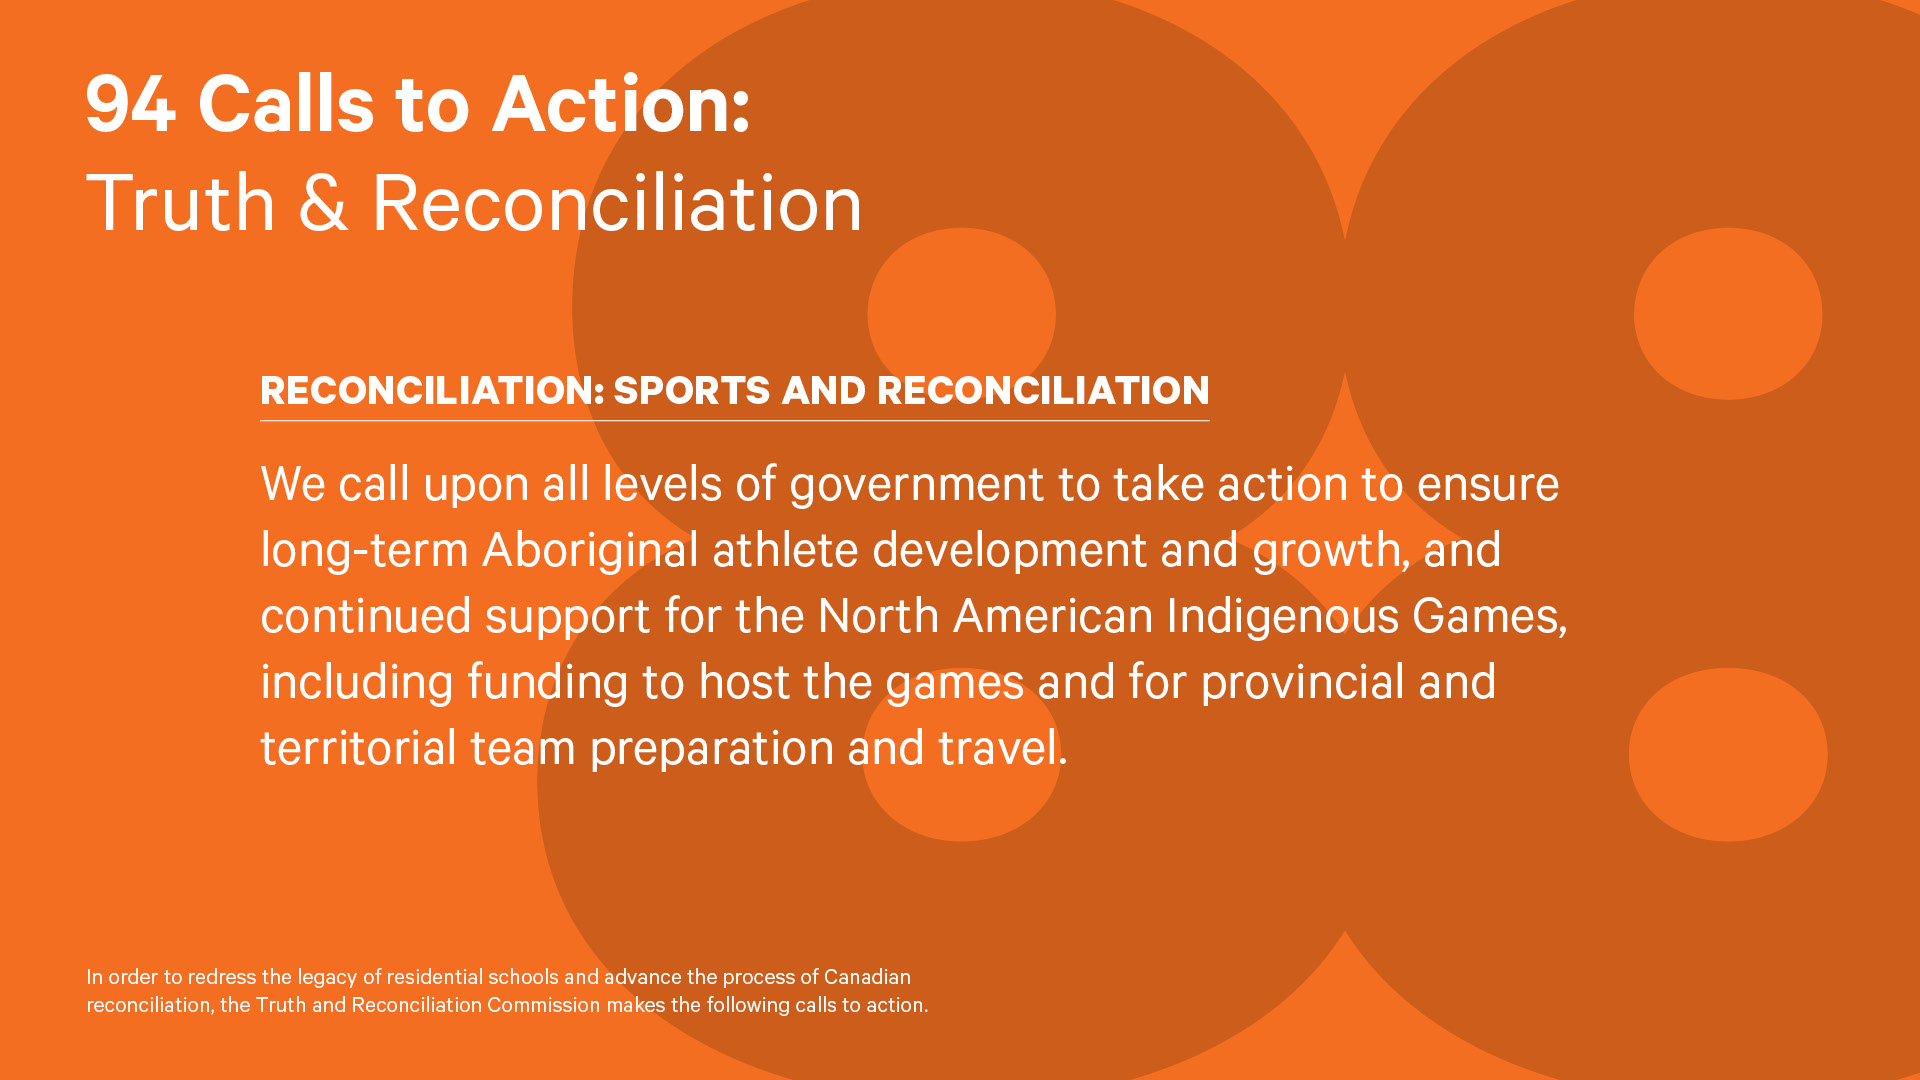 94 Calls to Action:
Truth & Reconciliation
88
RECONCILIATION: SPORTS AND RECONCILIATION
We call upon all levels of government to take action to ensure
long-term Aboriginal athlete development and growth, and
continued support for the North American Indigenous Games,
including funding to host the games and for provincial and
territorial team preparation and travel.
In order to redress the legacy of residential schools and advance the process of Canadian
reconciliation, the Truth and Reconciliation Commission makes the following calls to action.